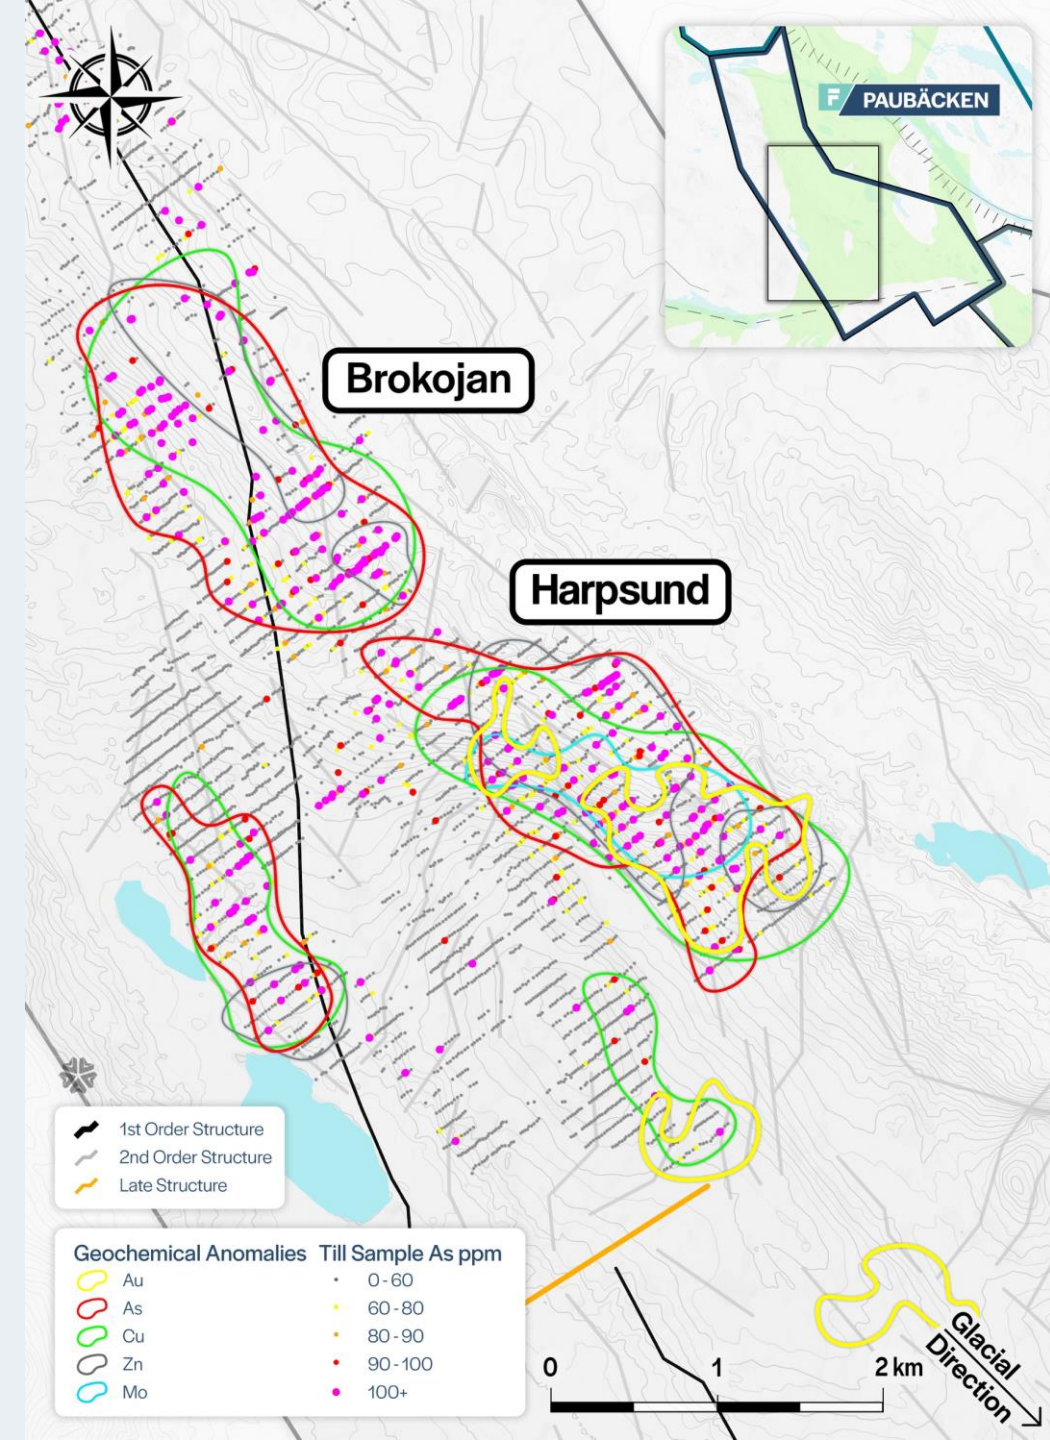 F PAUBÄCKEN
Brokojan
Harpsund
1st Order Structure
2nd Order Structure
Late Structure
Geochemical Anomalies
Au
As
Cu
Zn
Mo
Till Sample As ppm
0-60
60-80
80-90
90-100
100+
0 1 2 km
Glacial
Direction